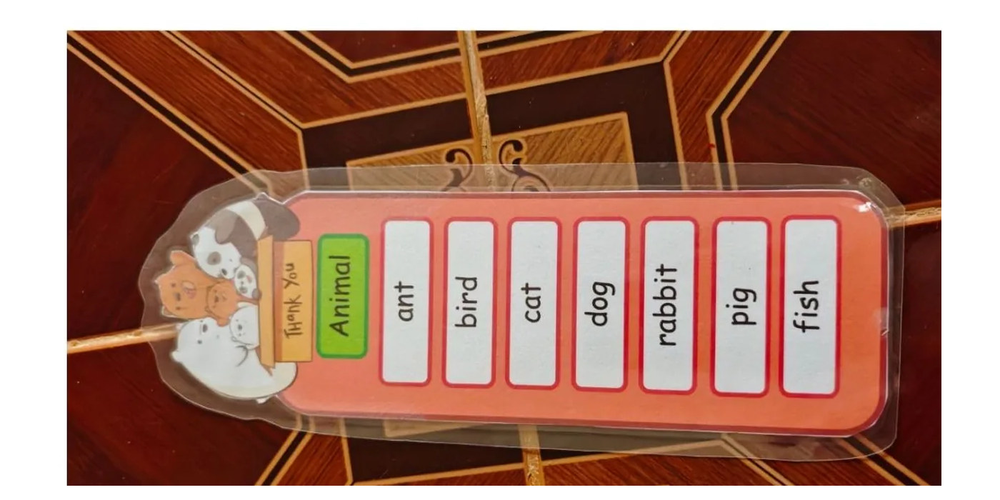 THank You
Animal
ant
bird
cat
dog
rabbit
pig
fish